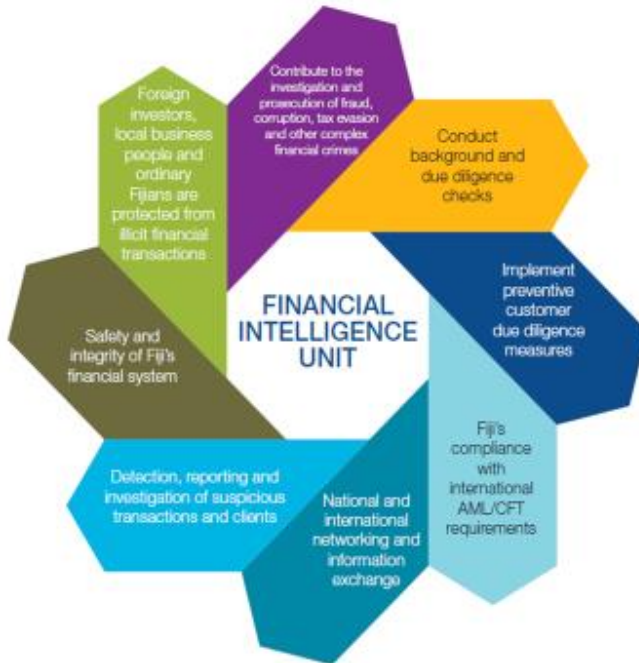 Contribute to the
investigation and
prosecution of fraud,
corruption, tax evasion
and other complex
financial crimes
Conduct
background and
due diligence
checks
Implement
preventive
customer
due diligence
measures
Fiji's
compliance
with
international
AML/CFT
requirements
National and
international
networking and
information
exchange
Detection, reporting and
investigation of suspicious
transactions and clients
Safety and
integrity of Fiji's
financial system
Foreign
investors,
local business
people and
ordinary
Fijians are
protected from
illicit financial
transactions
FINANCIAL
INTELLIGENCE
UNIT